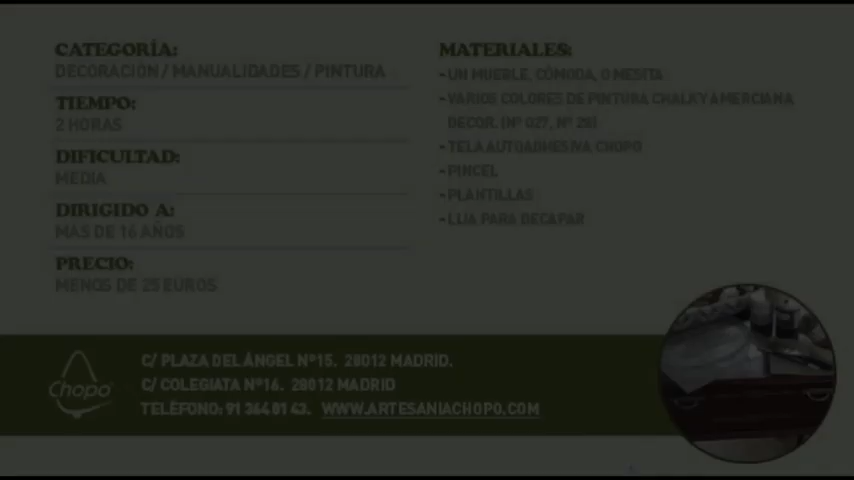 CATEGORÍA:
DECORACIÓN / MANUALIDADES / PINTURA
TIEMPO:
2 HORAS
DIFICULTAD:
MEDIA
DIRIGIDO A:
MAS DE 16 AÑOS
PRECIO:
MENOS DE 25 EUROS
MATERIALES:
- UN MUEBLE, CÓMODA, O MESITA
- VARIOS COLORES DE PINTURA CHALKY AMERCIANA
DECOR. (Nº 027, Nº 28)
- TELA AUTOADHESIVA CHOPO
- PINCEL
- PLANTILLAS
- LIJA PARA DECAPAR
Chopo
C/ PLAZA DEL ÁNGEL Nº15. 28012 MADRID.
C/ COLEGIATA Nº16. 28012 MADRID
TELÉFONO: 91 364 01 43. WWW.ARTESANIACHOPO.COM